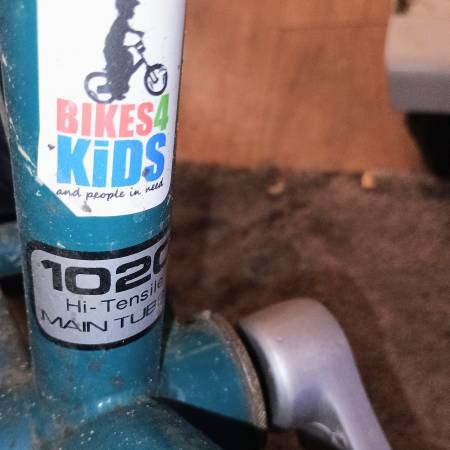 BIKES4
KiDS
and people in need
1020
Hi-Tensile
MAIN TUBE